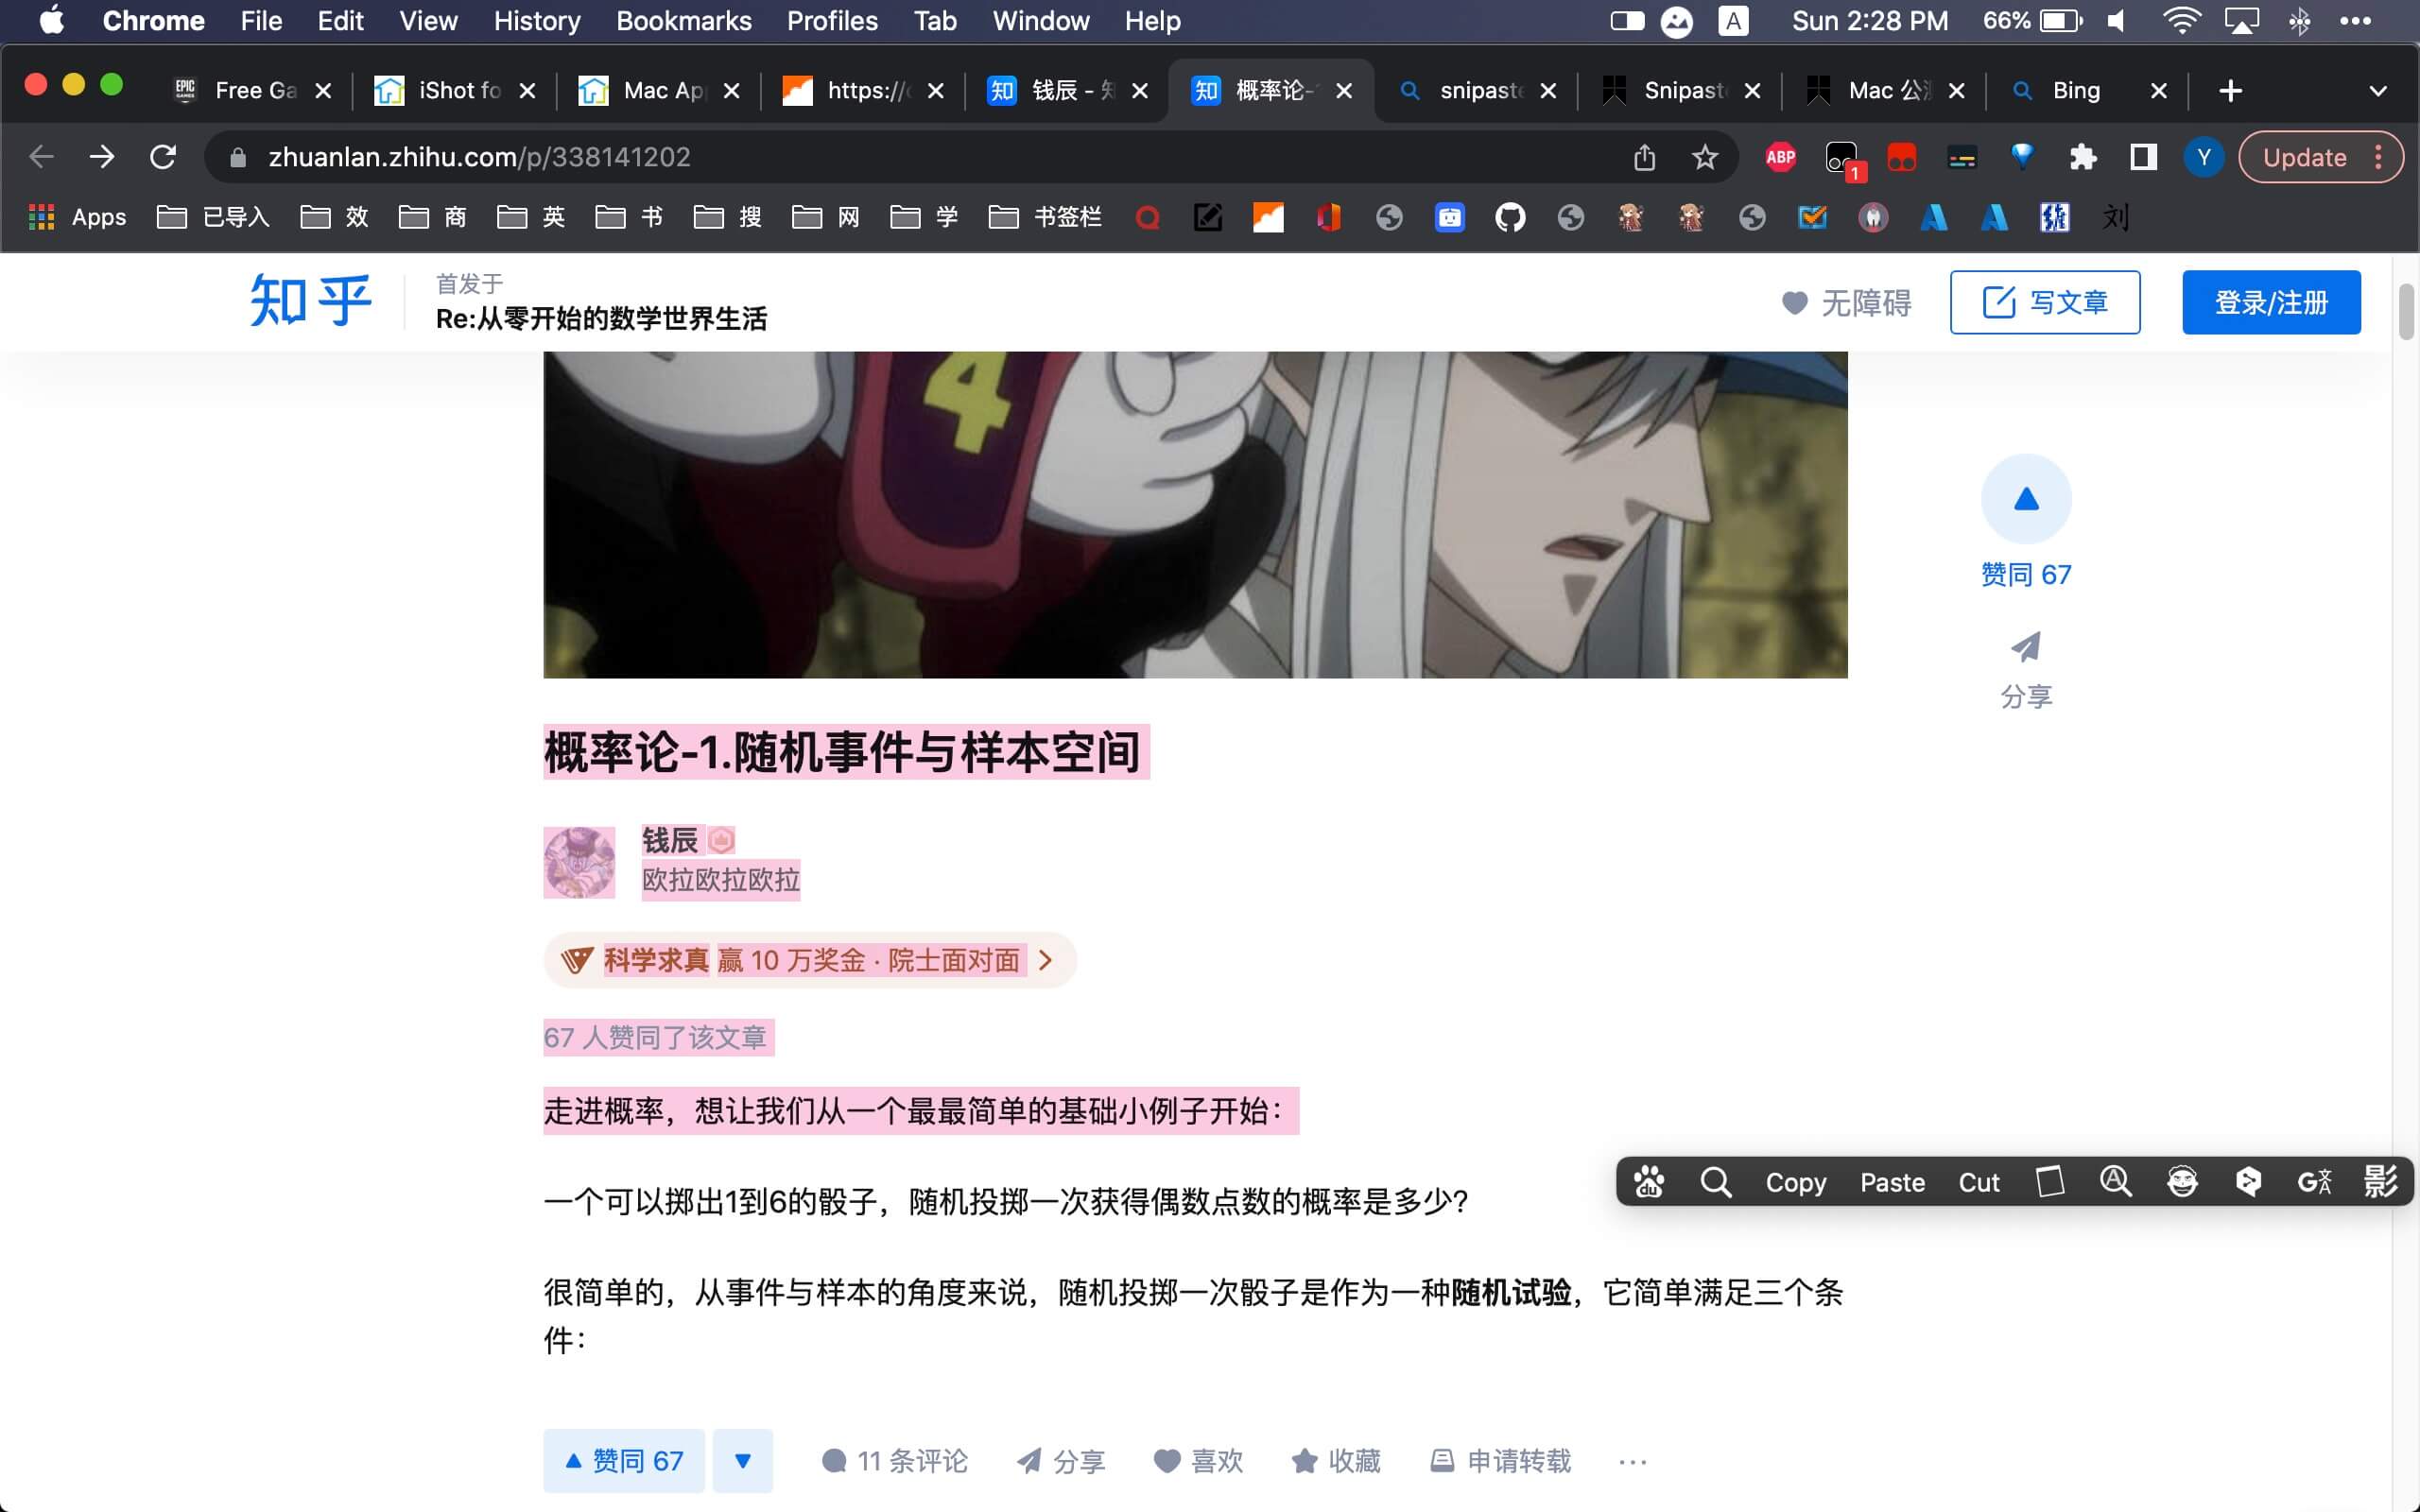 Chrome File Edit View History Bookmarks Profiles Tab Window Help A Sun 2:28 PM 66%
EPIC GAMES Free Ga iShot fo Mac Ap https:// 知 钱辰 - 知 概率论- snipast Snipast Mac 公 Bing
zhuanlan.zhihu.com/p/338141202 ABP 1 Y Update
Apps 已导入 效 商 英 书 搜 网 学 书签栏 刘
知乎 首发于
Re:从零开始的数学世界生活
无障碍 写文章 登录/注册
4
赞同 67
分享
概率论-1.随机事件与样本空间
钱辰
欧拉欧拉欧拉
科学求真 赢 10 万奖金 · 院士面对面
67 人赞同了该文章
走进概率，想让我们从一个最最简单的基础小例子开始：
du Copy Paste Cut A G文A 影
一个可以掷出1到6的骰子，随机投掷一次获得偶数点数的概率是多少？
很简单的，从事件与样本的角度来说，随机投掷一次骰子是作为一种随机试验，它简单满足三个条
件：
赞同 67 11 条评论 分享 喜欢 收藏 申请转载 ···